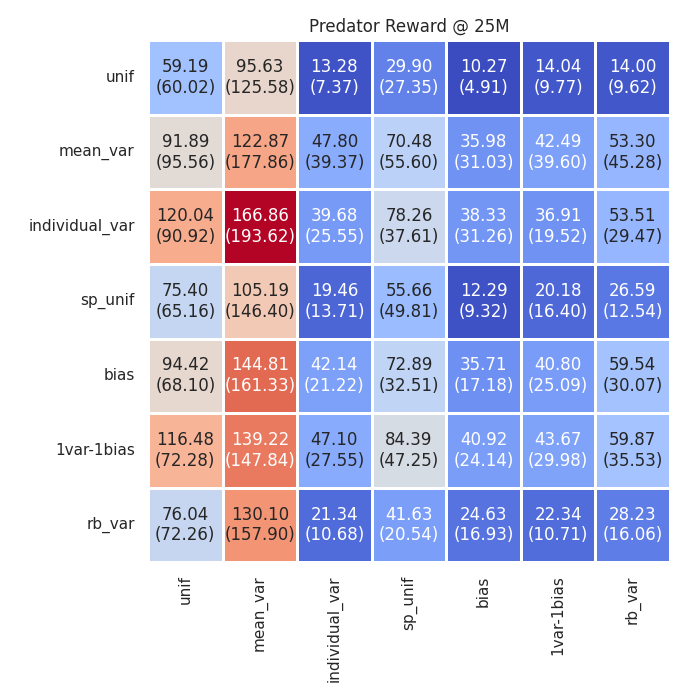 Predator Reward @ 25M
unif 59.19 95.63 13.28 29.90 10.27 14.04 14.00
(60.02) (125.58) (7.37) (27.35) (4.91) (9.77) (9.62)
mean_var 91.89 122.87 47.80 70.48 35.98 42.49 53.30
(95.56) (177.86) (39.37) (55.60) (31.03) (39.60) (45.28)
individual_var 120.04 166.86 39.68 78.26 38.33 36.91 53.51
(90.92) (193.62) (25.55) (37.61) (31.26) (19.52) (29.47)
sp_unif 75.40 105.19 19.46 55.66 12.29 20.18 26.59
(65.16) (146.40) (13.71) (49.81) (9.32) (16.40) (12.54)
bias 94.42 144.81 42.14 72.89 35.71 40.80 59.54
(68.10) (161.33) (21.22) (32.51) (17.18) (25.09) (30.07)
1var-1bias 116.48 139.22 47.10 84.39 40.92 43.67 59.87
(72.28) (147.84) (27.55) (47.25) (24.14) (29.98) (35.53)
rb_var 76.04 130.10 21.34 41.63 24.63 22.34 28.23
(72.26) (157.90) (10.68) (20.54) (16.93) (10.71) (16.06)
unif mean_var individual_var sp_unif bias 1var-1bias rb_var